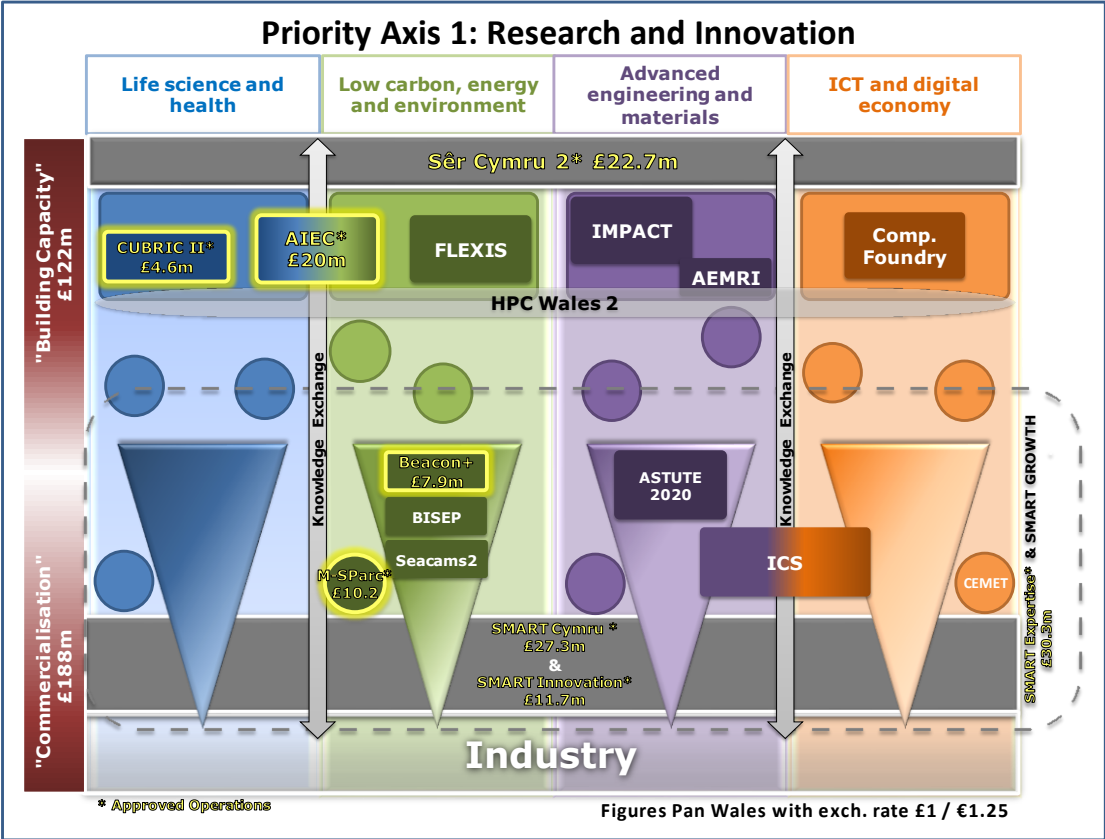 Priority Axis 1: Research and Innovation
Life science and
health
Low carbon, energy
and environment
Advanced
engineering and
materials
ICT and digital
economy
"Building Capacity"
£122m
Sêr Cymru 2* £22.7m
CUBRIC II*
£4.6m
AIEC*
£20m
FLEXIS
IMPACT
AEMRI
Comp.
Foundry
HPC Wales 2
Knowledge Exchange
Knowledge Exchange
"Commercialisation"
£188m
Beacon+
£7.9m
BISEP
Seacams2
M-SParc*
£10.2
ASTUTE
2020
ICS
CEMET
SMART Expertise* & SMART GROWTH
£30.3m
SMART Cymru *
£27.3m
&
SMART Innovation*
£11.7m
Industry
* Approved Operations
Figures Pan Wales with exch. rate £1 / €1.25